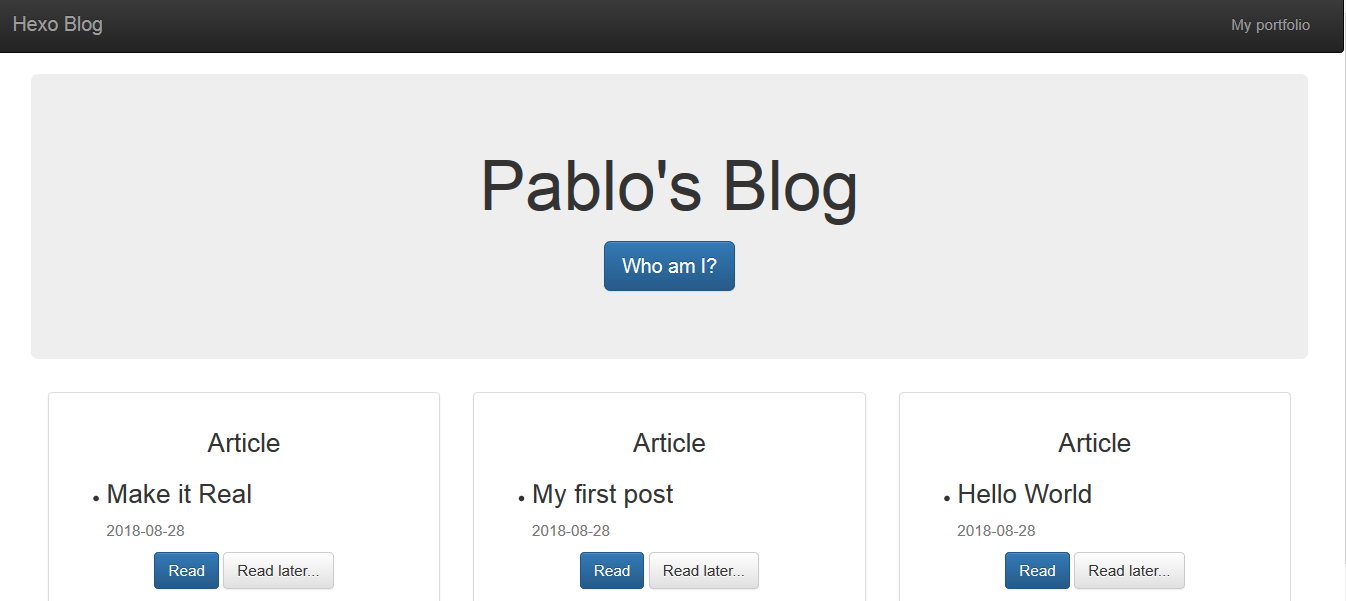 Hexo Blog
My portfolio
Pablo's Blog
Who am I?
Article
• Make it Real
2018-08-28
Read
Read later...
Article
• My first post
2018-08-28
Read
Read later...
Article
• Hello World
2018-08-28
Read
Read later...